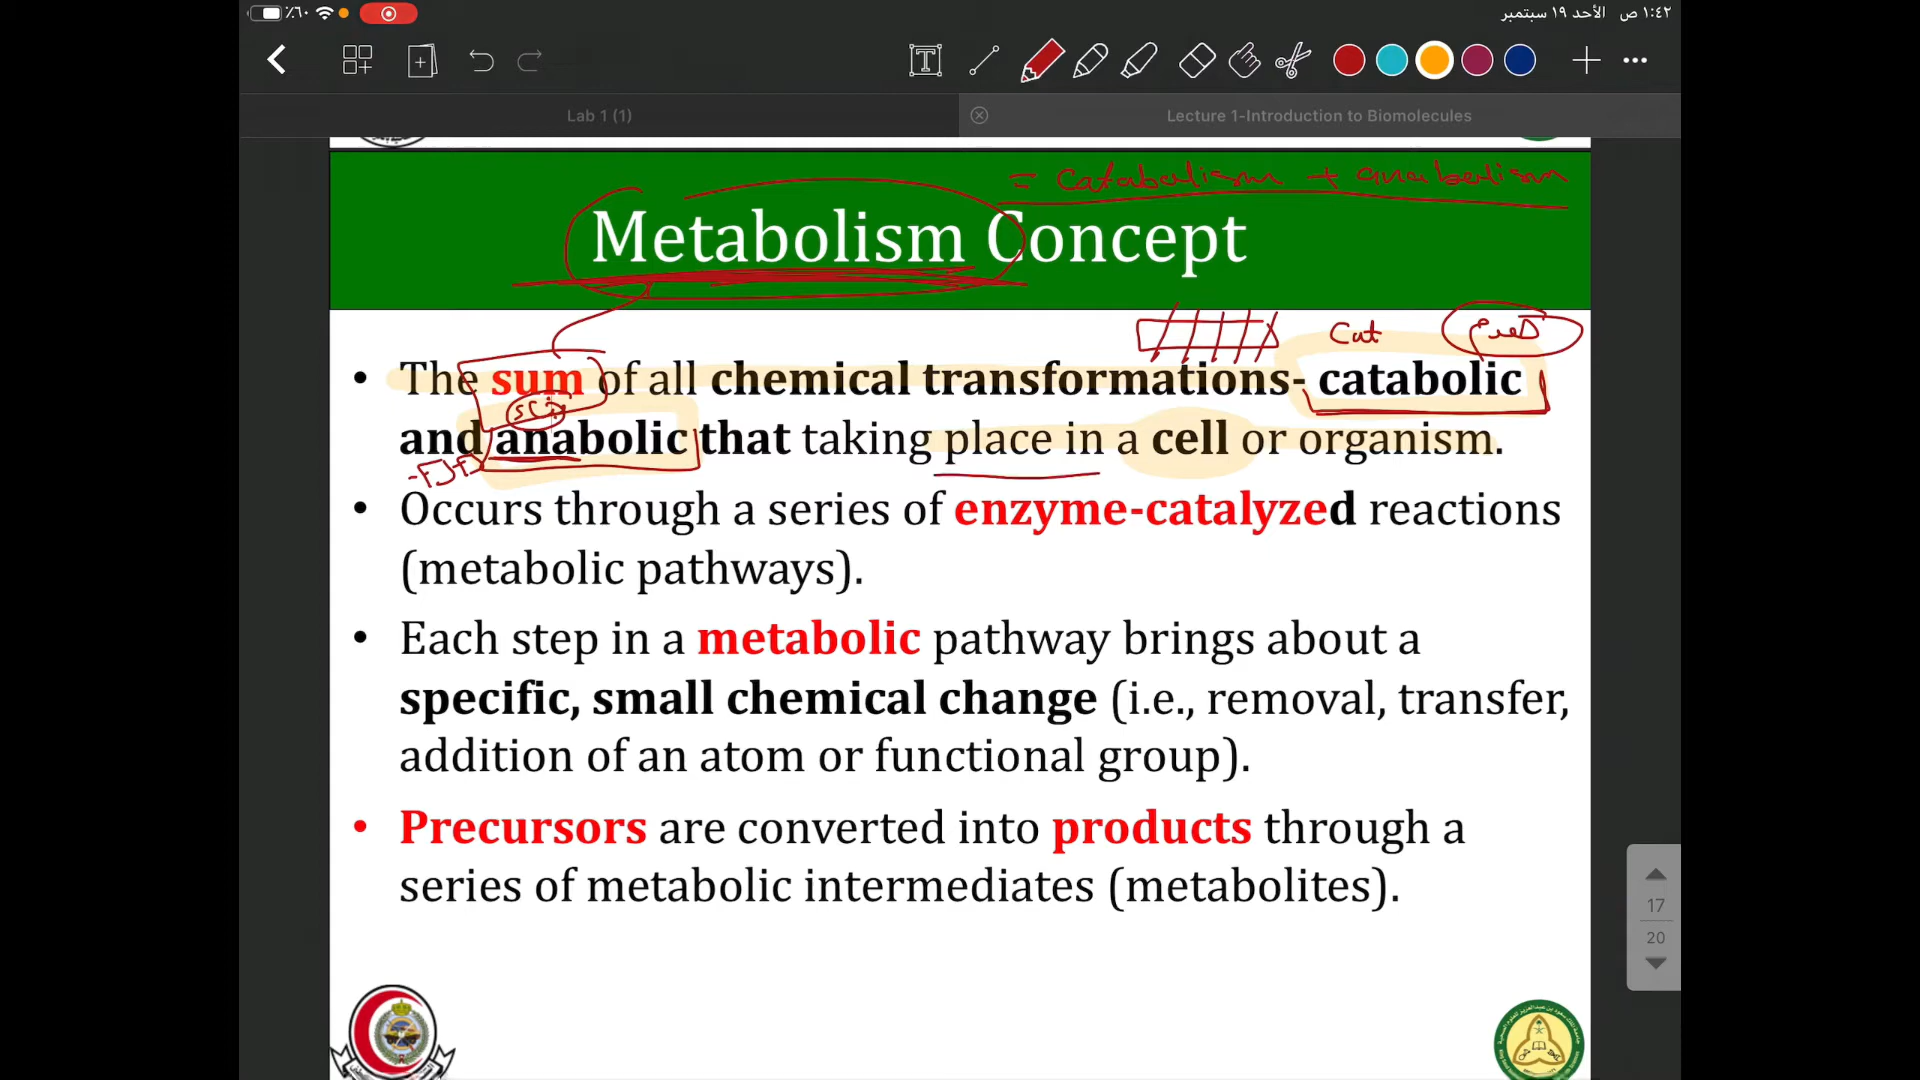 ٪٦٠
١:٤٢ ص الأحد ١٩ سبتمبر
Lab 1 (1)
Lecture 1-Introduction to Biomolecules
= catabolism + anabolism
Metabolism Concept
Cat
• The sum of all chemical transformations- catabolic
and anabolic that taking place in a cell or organism.
• Occurs through a series of enzyme-catalyzed reactions
(metabolic pathways).
• Each step in a metabolic pathway brings about a
specific, small chemical change (i.e., removal, transfer,
addition of an atom or functional group).
• Precursors are converted into products through a
series of metabolic intermediates (metabolites).
17
20